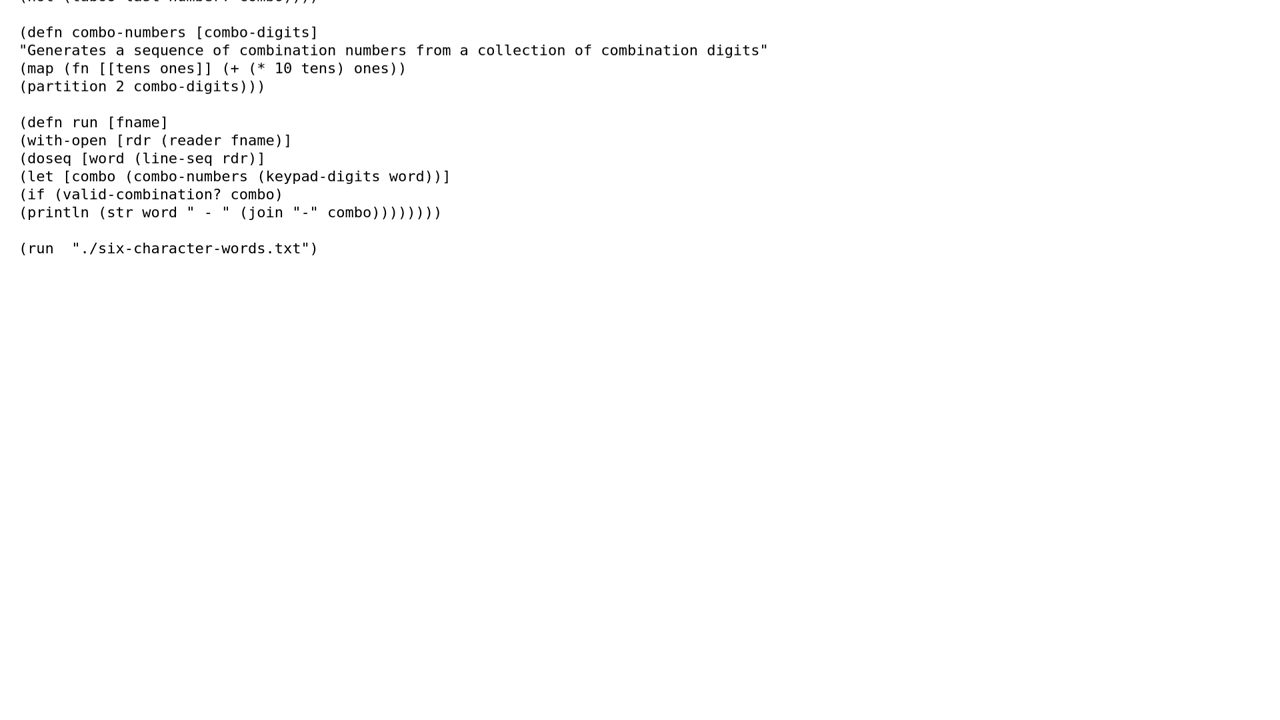 (defn combo-numbers [combo-digits]
"Generates a sequence of combination numbers from a collection of combination digits"
(map (fn [[tens ones]] (+ (* 10 tens) ones))
(partition 2 combo-digits)))

(defn run [fname]
(with-open [rdr (reader fname)]
(doseq [word (line-seq rdr)]
(let [combo (combo-numbers (keypad-digits word))]
(if (valid-combination? combo)
(println (str word " - " (join "-" combo))))))))

(run  "./six-character-words.txt")